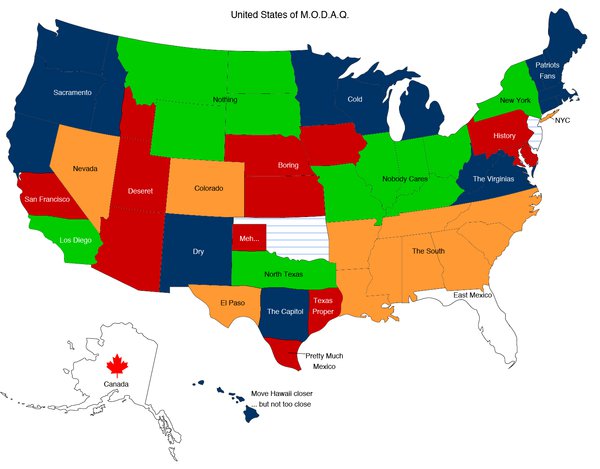 United States of M.O.D.A.Q.
Patriots
Fans
Sacramento
Nothing
Cold
New York
NYC
History
Nevada
Boring
Nobody Cares
The Virginias
Deseret
Colorado
San Francisco
Los Diego
Meh...
Dry
The South
North Texas
East Mexico
El Paso
The Capitol
Texas
Proper
Pretty Much
Mexico
Canada
Move Hawaii closer
... but not too close